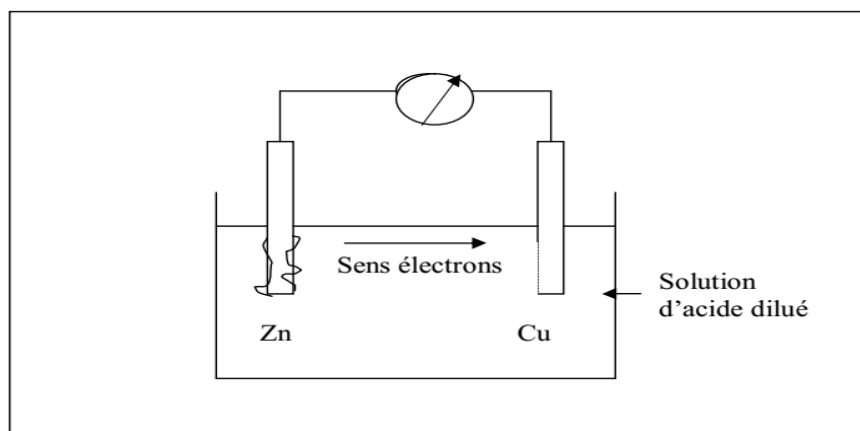 Sens électrons
Solution
d'acide dilué
Zn
Cu